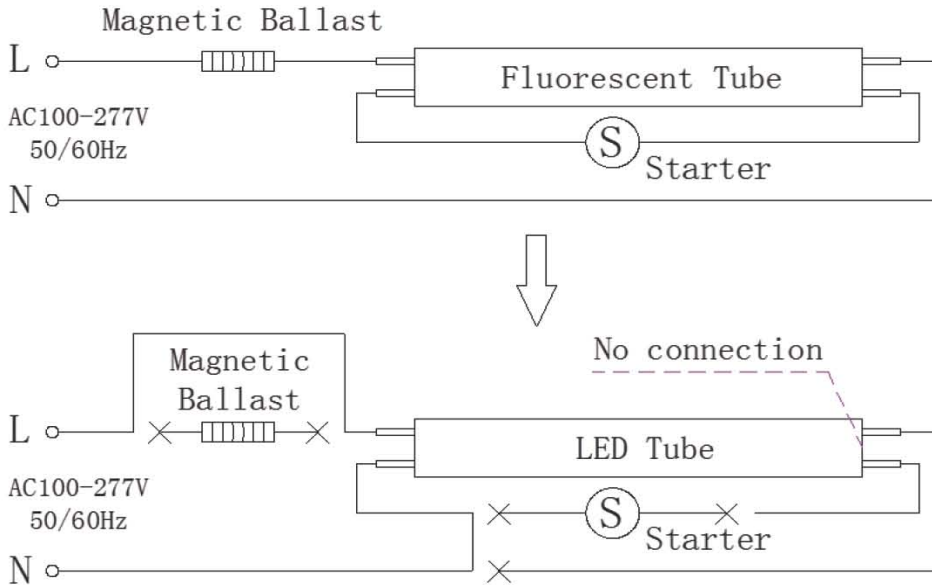 Magnetic Ballast
L
Fluorescent Tube
AC100-277V
50/60Hz
S
Starter
N
No connection
Magnetic
Ballast
L
LED Tube
AC100-277V
50/60Hz
S
Starter
N